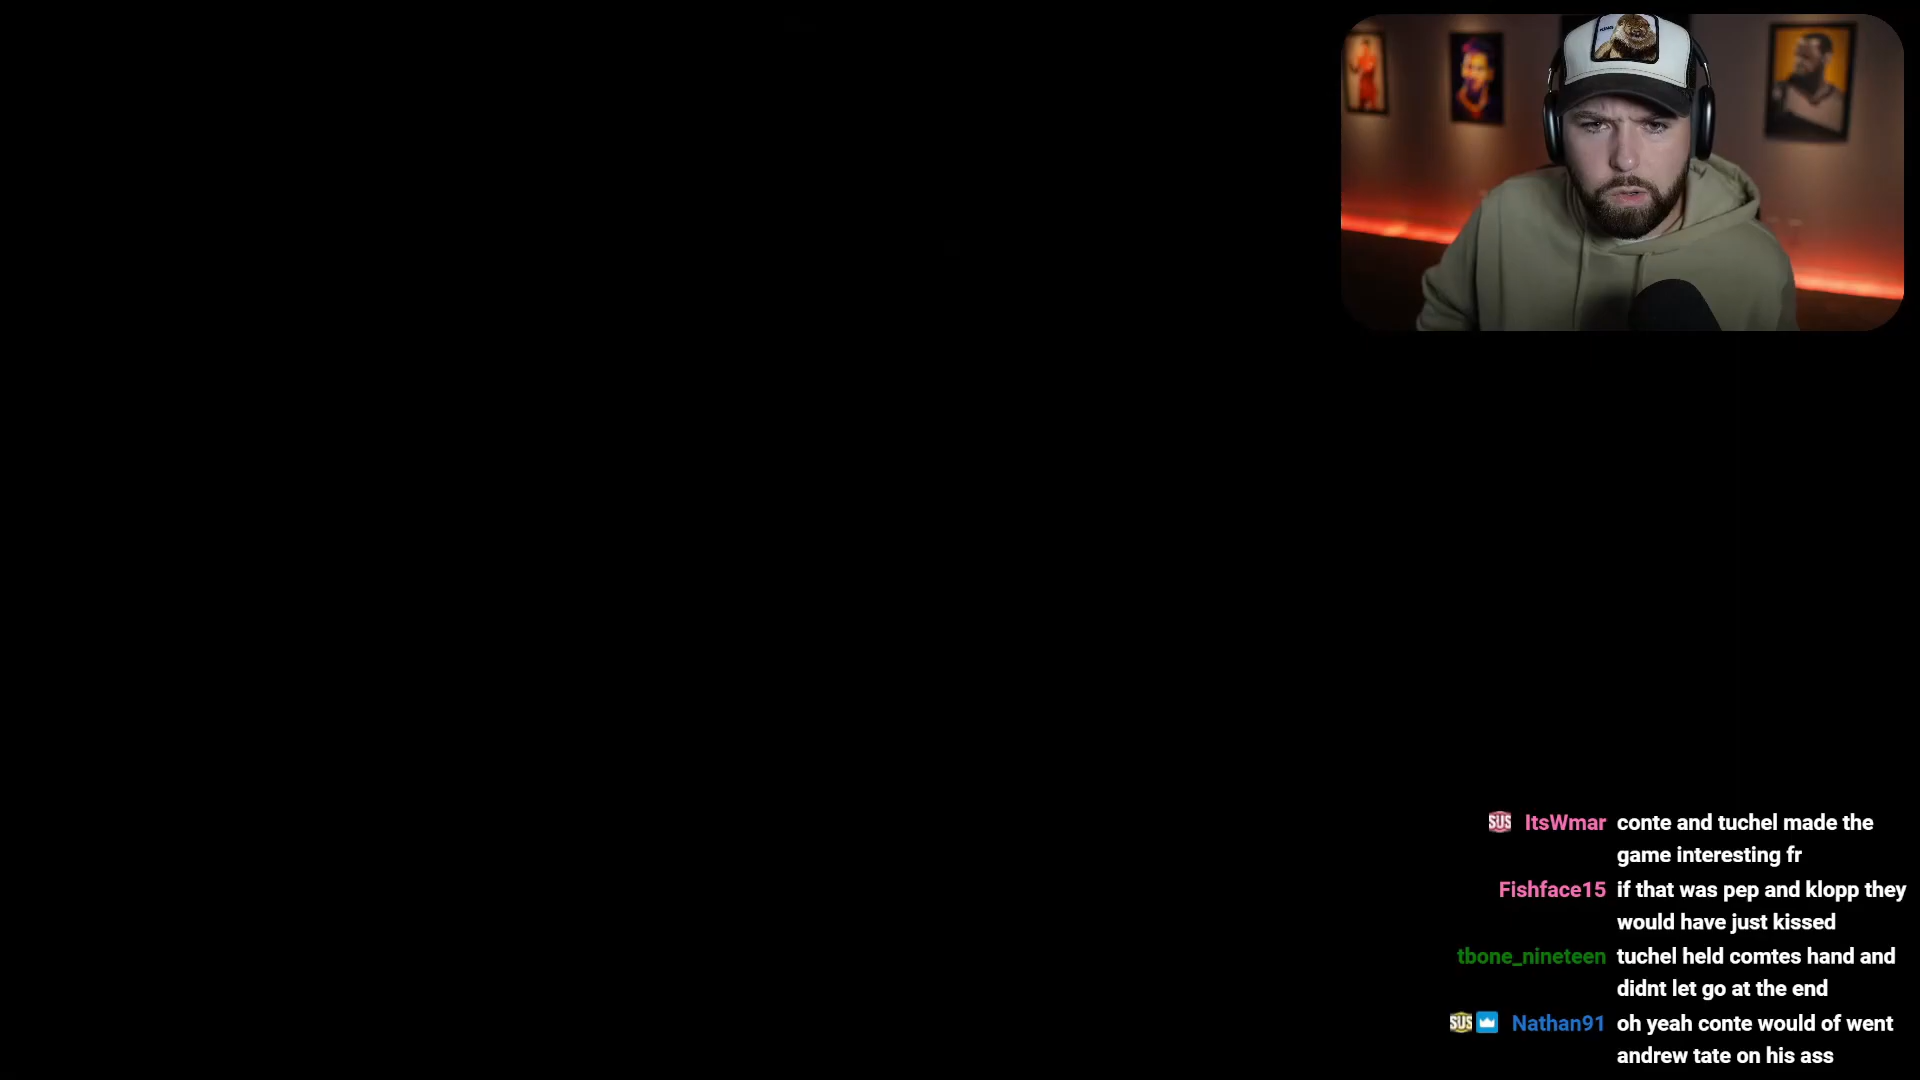 SUS ItsWmar conte and tuchel made the
game interesting fr
Fishface15 if that was pep and klopp they
would have just kissed
tbone_nineteen tuchel held comtes hand and
didnt let go at the end
SUS Nathan91 oh yeah conte would of went
andrew tate on his ass